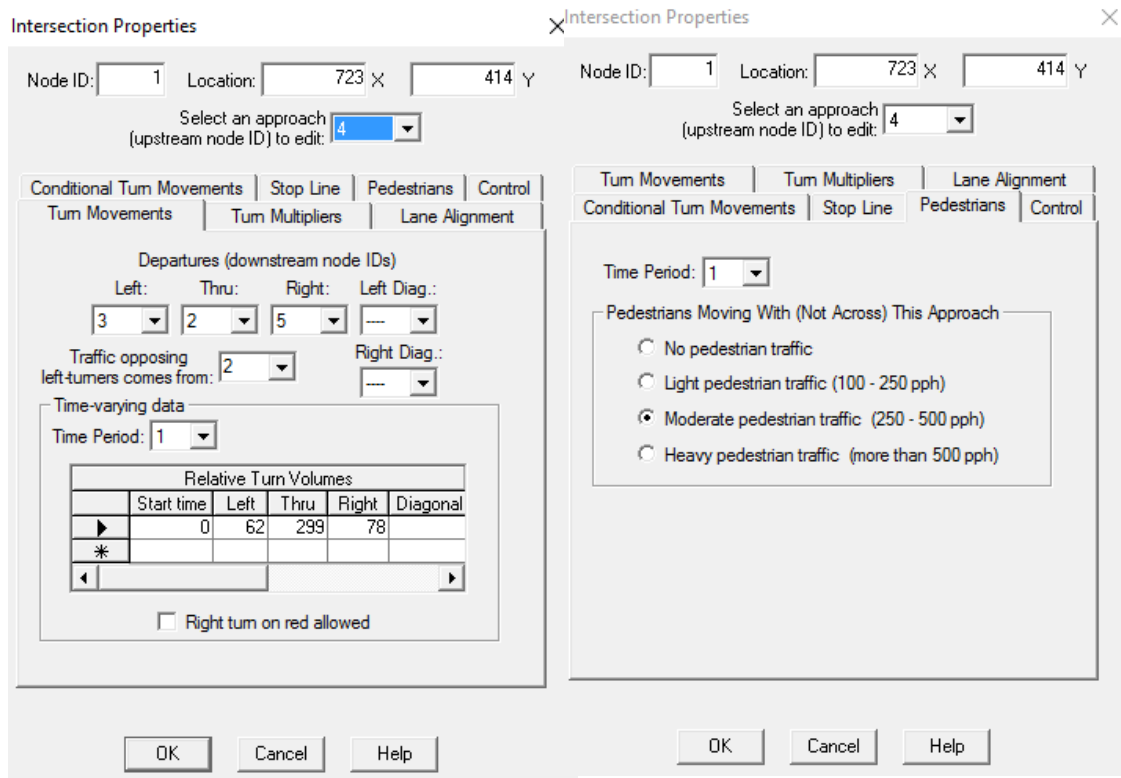 Intersection Properties
Node ID: 1 Location: 723 X 414 Y
Select an approach
(upstream node ID) to edit: 4
Conditional Turn Movements Stop Line Pedestrians Control
Turn Movements Turn Multipliers Lane Alignment
Departures (downstream node IDs)
Left: Thru: Right: Left Diag.:
3 2 5 ----
Traffic opposing
left-turners comes from: 2
Right Diag.:
----
Time-varying data
Time Period: 1
Relative Turn Volumes
Start time Left Thru Right Diagonal
0 62 299 78
Right turn on red allowed
OK Cancel Help
Intersection Properties
Node ID: 1 Location: 723 X 414 Y
Select an approach
(upstream node ID) to edit: 4
Turn Movements Turn Multipliers Lane Alignment
Conditional Turn Movements Stop Line Pedestrians Control
Time Period: 1
Pedestrians Moving With (Not Across) This Approach
No pedestrian traffic
Light pedestrian traffic (100 - 250 pph)
Moderate pedestrian traffic (250 - 500 pph)
Heavy pedestrian traffic (more than 500 pph)
OK Cancel Help